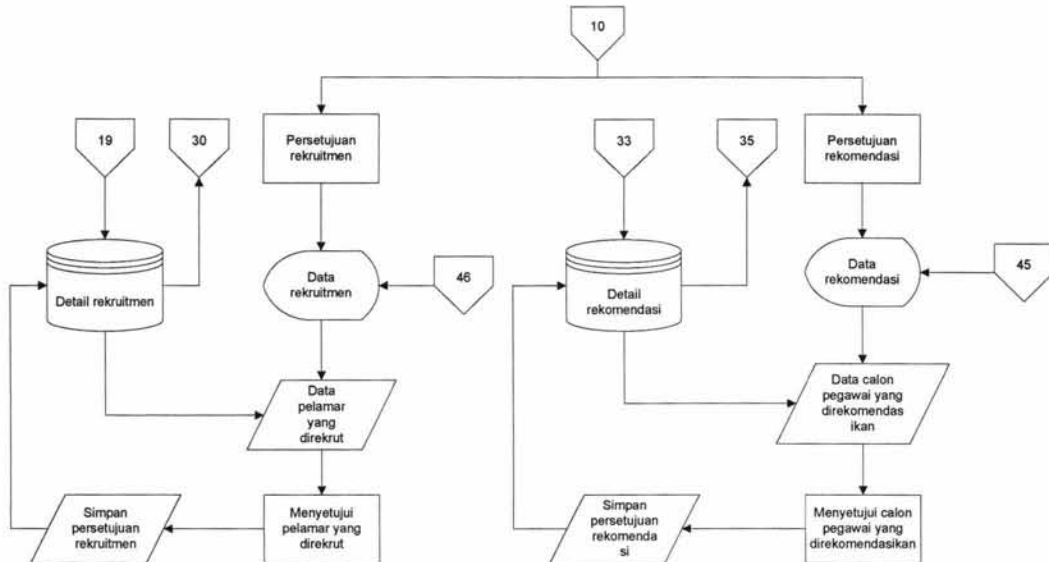 10
19
30
Persetujuan
rekruitmen
33
35
Persetujuan
rekomendasi
Detail rekruitmen
Data
rekruitmen
46
Detail
rekomendasi
Data
rekomendasi
45
Data
pelamar
yang
direkrut
Data calon
pegawai yang
direkomendas
ikan
Simpan
persetujuan
rekruitmen
Menyetujui
pelamar yang
direkrut
Simpan
persetujuan
rekomenda
si
Menyetujui calon
pegawai yang
direkomendasikan